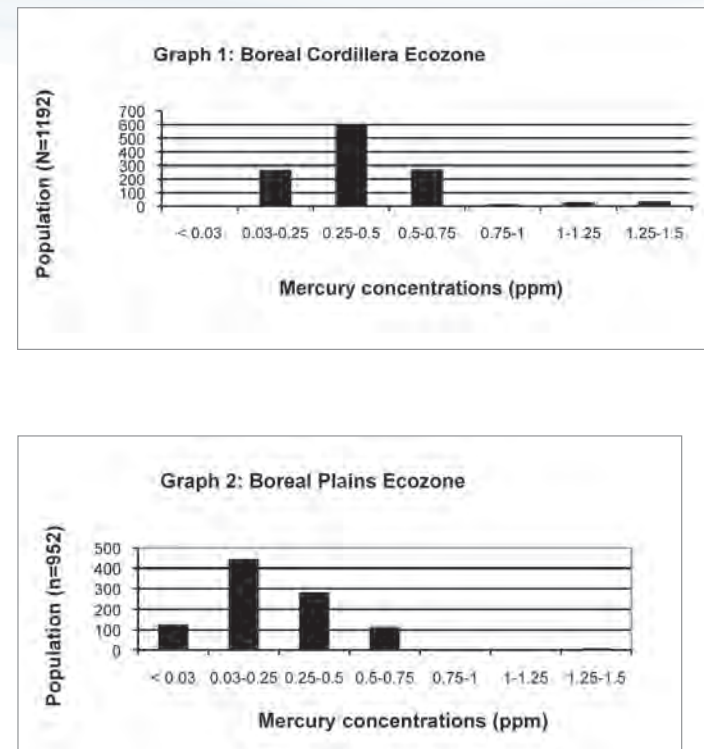 Graph 1: Boreal Cordillera Ecozone
Population (N=1192)
700
600
500
400
300
200
100
0
< 0.03 0.03-0.25 0.25-0.5 0.5-0.75 0.75-1 1-1.25 1.25-1.5
Mercury concentrations (ppm)
Graph 2: Boreal Plains Ecozone
Population (n=952)
500
400
300
200
100
0
< 0.03 0.03-0.25 0.25-0.5 0.5-0.75 0.75-1 1-1.25 1.25-1.5
Mercury concentrations (ppm)